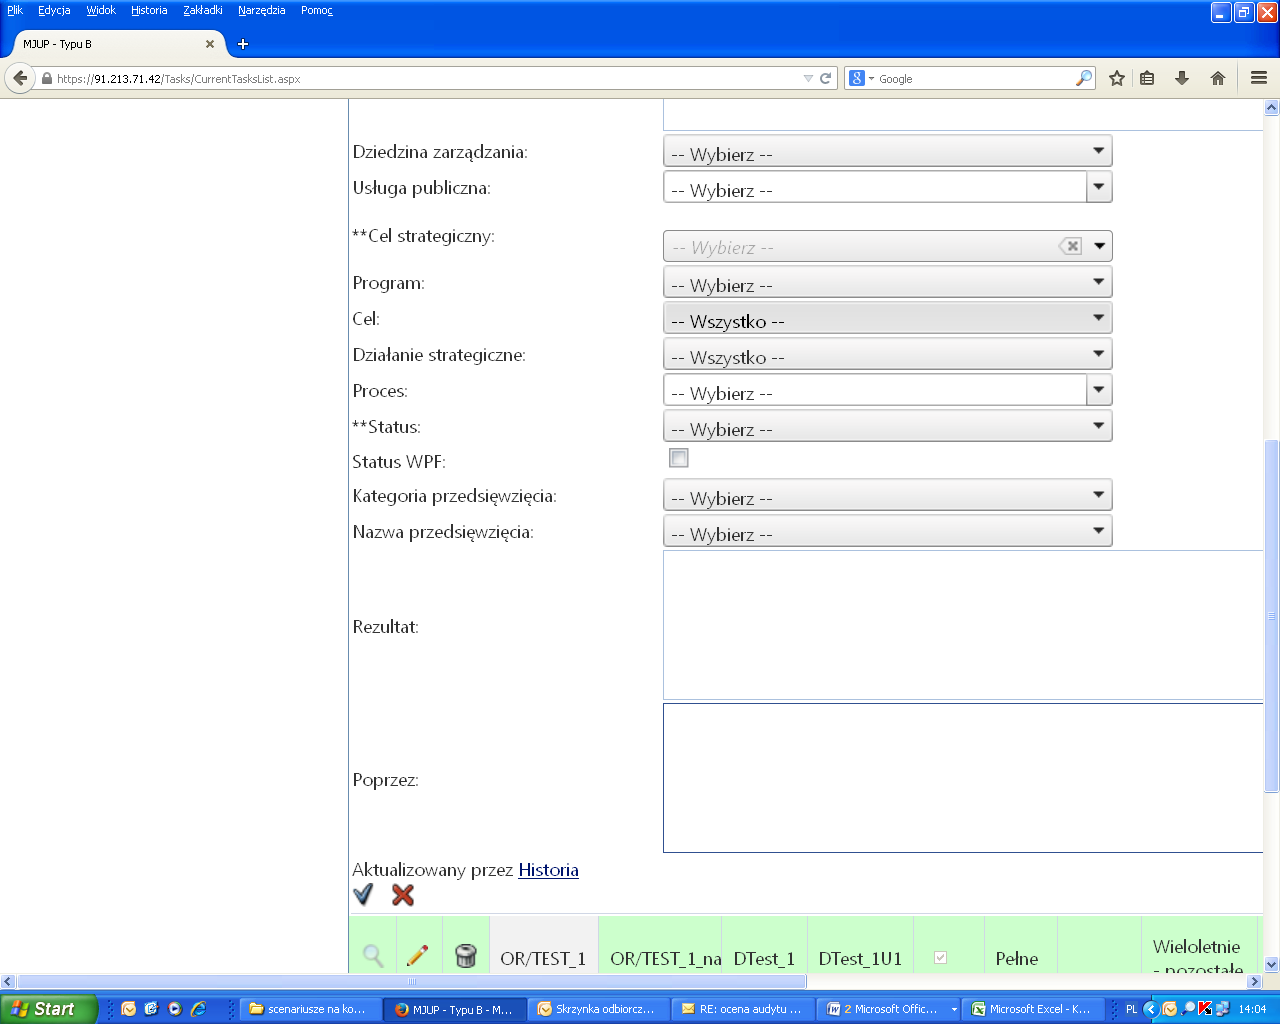 Plik Edycja Widok Historia Zakładki Narzędzia Pomoc
MJUP - Typu B
https://91.213.71.42/Tasks/CurrentTasksList.aspx
Google
Dziedzina zarządzania: -- Wybierz --
Usługa publiczna: -- Wybierz --
**Cel strategiczny: -- Wybierz --
Program: -- Wybierz --
Cel: -- Wszystko --
Działanie strategiczne: -- Wszystko --
Proces: -- Wybierz --
**Status: -- Wybierz --
Status WPF:
Kategoria przedsięwzięcia: -- Wybierz --
Nazwa przedsięwzięcia: -- Wybierz --
Rezultat:
Poprzez:
Aktualizowany przez Historia
OR/TEST_1 OR/TEST_1_na DTest_1 DTest_1U1 Pełne Wieloletnie
- pozostałe
Start scenariusze na ko... MJUP - Typu B - M... Skrzynka odbiorcz... RE: ocena audytu ... 2 Microsoft Offic... Microsoft Excel - K... PL 14:04